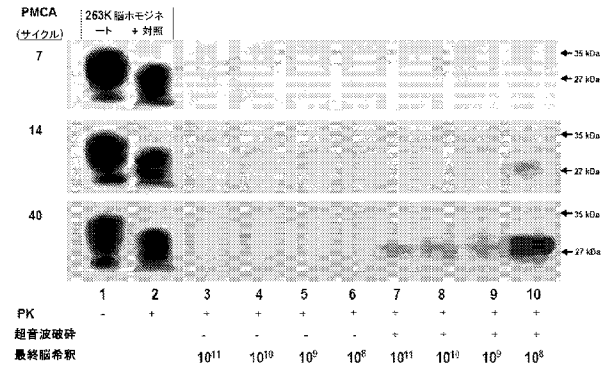 PMCA
(サイクル)
263K 脳ホモジネ
ート + 対照
7
35 kDa
27 kDa
14
35 kDa
27 kDa
40
35 kDa
27 kDa
1 2 3 4 5 6 7 8 9 10
PK - + + + + + + + + +
超音波破砕 - - - - + + + +
最終脳希釈 10¹¹ 10¹⁰ 10⁹ 10⁸ 10¹¹ 10¹⁰ 10⁹ 10⁸